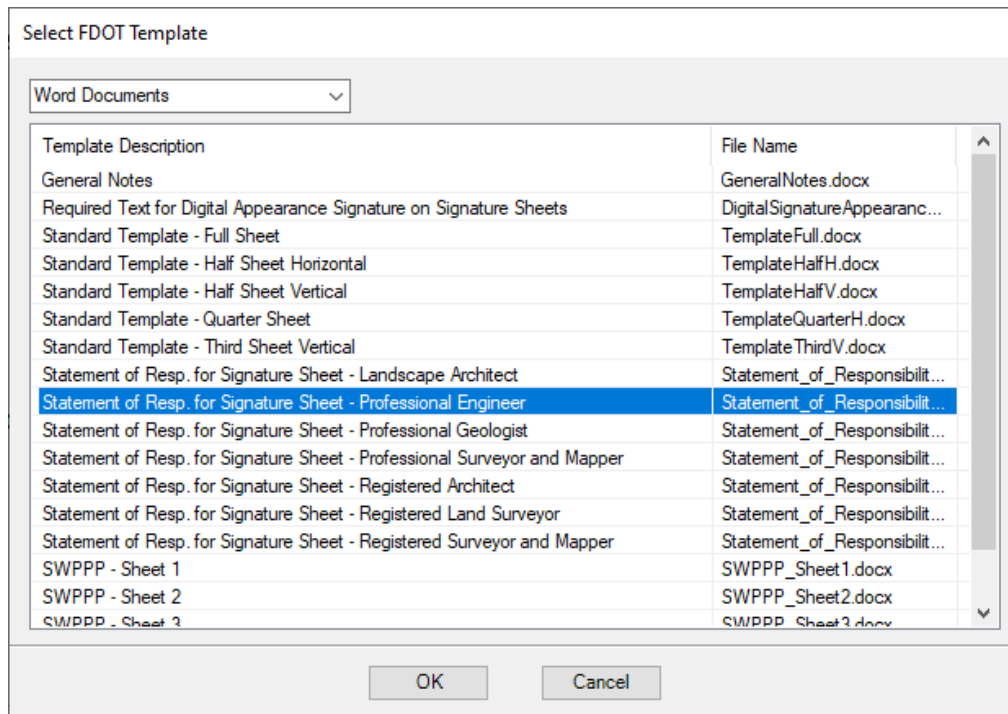 Select FDOT Template
Word Documents
Template Description File Name
General Notes GeneralNotes.docx
Required Text for Digital Appearance Signature on Signature Sheets DigitalSignatureAppearanc...
Standard Template - Full Sheet TemplateFull.docx
Standard Template - Half Sheet Horizontal TemplateHalfH.docx
Standard Template - Half Sheet Vertical TemplateHalfV.docx
Standard Template - Quarter Sheet TemplateQuarterH.docx
Standard Template - Third Sheet Vertical TemplateThirdV.docx
Statement of Resp. for Signature Sheet - Landscape Architect Statement_of_Responsibilit...
Statement of Resp. for Signature Sheet - Professional Engineer Statement_of_Responsibilit...
Statement of Resp. for Signature Sheet - Professional Geologist Statement_of_Responsibilit...
Statement of Resp. for Signature Sheet - Professional Surveyor and Mapper Statement_of_Responsibilit...
Statement of Resp. for Signature Sheet - Registered Architect Statement_of_Responsibilit...
Statement of Resp. for Signature Sheet - Registered Land Surveyor Statement_of_Responsibilit...
Statement of Resp. for Signature Sheet - Registered Surveyor and Mapper Statement_of_Responsibilit...
SWPPP - Sheet 1 SWPPP_Sheet1.docx
SWPPP - Sheet 2 SWPPP_Sheet2.docx
SWPPP - Sheet 3 SWPPP_Sheet3.docx
OK Cancel